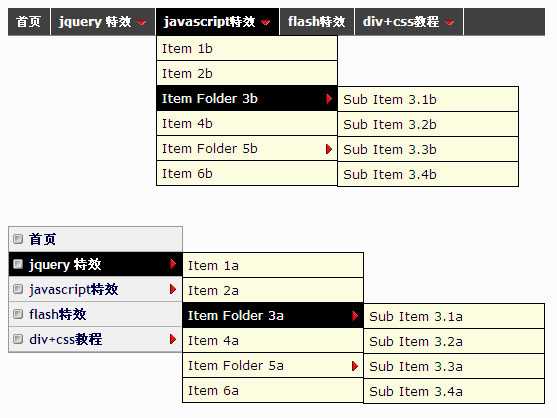 首页 jquery 特效 javascript特效 flash特效 div+css教程
Item 1b
Item 2b
Item Folder 3b Sub Item 3.1b
Item 4b Sub Item 3.2b
Item Folder 5b Sub Item 3.3b
Item 6b Sub Item 3.4b
首页
jquery 特效 Item 1a
javascript特效 Item 2a
flash特效 Item Folder 3a Sub Item 3.1a
div+css教程 Item 4a Sub Item 3.2a
Item Folder 5a Sub Item 3.3a
Item 6a Sub Item 3.4a